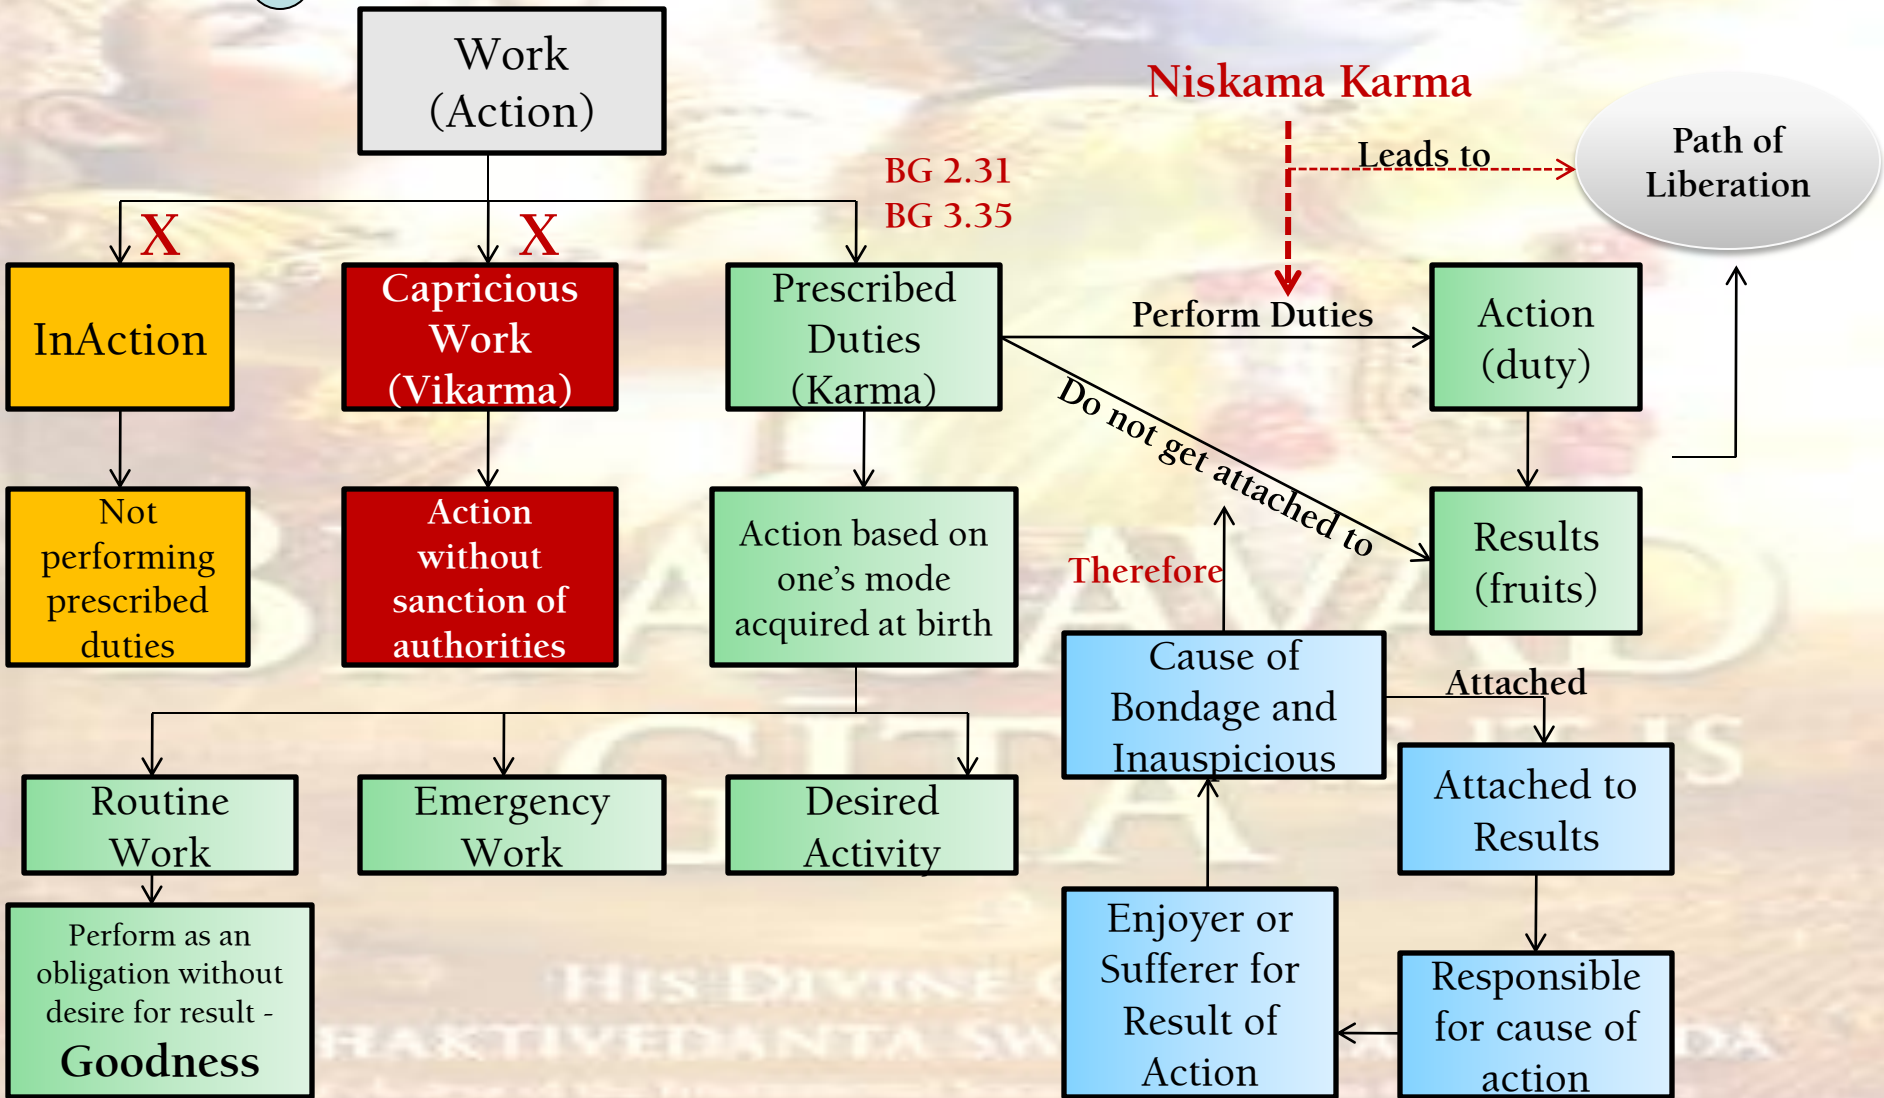 Work
(Action)
Niskama Karma
Leads to
Path of
Liberation
BG 2.31
BG 3.35
X
X
InAction
Capricious
Work
(Vikarma)
Prescribed
Duties
(Karma)
Perform Duties
Action
(duty)
Do not get attached to
Not
performing
prescribed
duties
Action
without
sanction of
authorities
Action based on
one’s mode
acquired at birth
Results
(fruits)
Therefore
Cause of
Bondage and
Inauspicious
Attached
Routine
Work
Emergency
Work
Desired
Activity
Attached to
Results
Perform as an
obligation without
desire for result -
Goodness
Enjoyer or
Sufferer for
Result of
Action
Responsible
for cause of
action
GITA
IS
HIS DIVINE